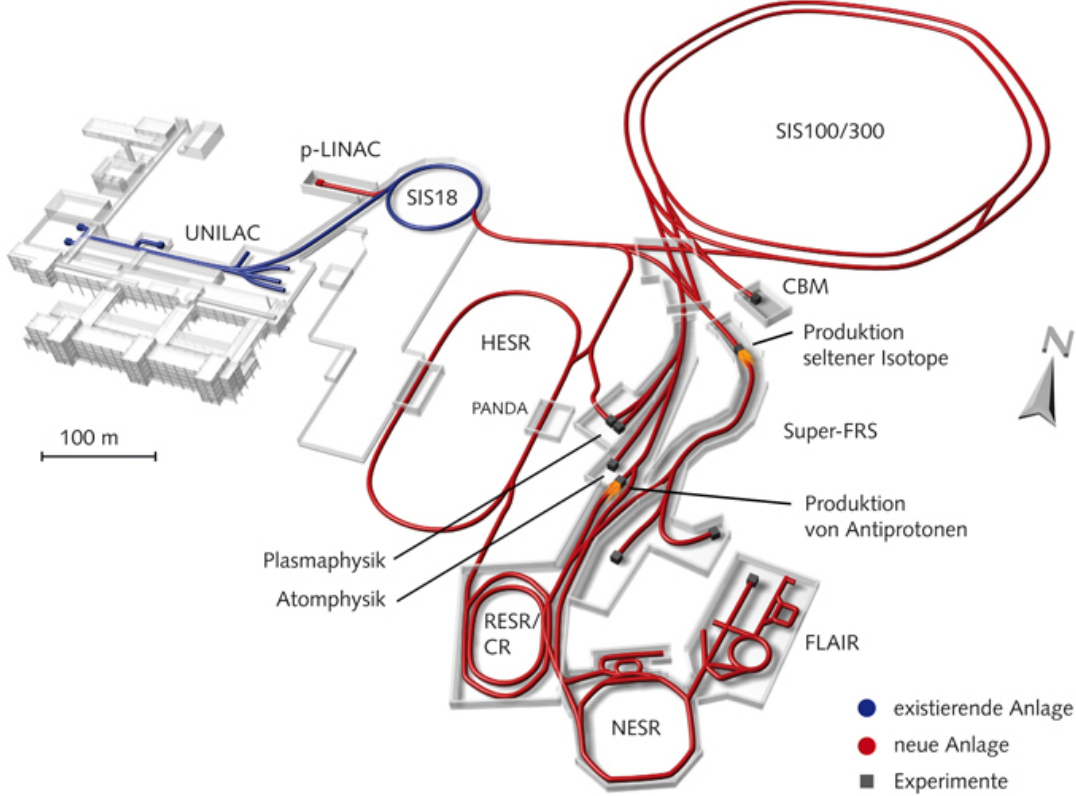 SIS100/300
p-LINAC
SIS18
UNILAC
CBM
HESR
Produktion
seltener Isotope
N
PANDA
100 m
Super-FRS
Produktion
von Antiprotonen
Plasmaphysik
Atomphysik
RESR/
CR
FLAIR
NESR
existierende Anlage
neue Anlage
Experimente